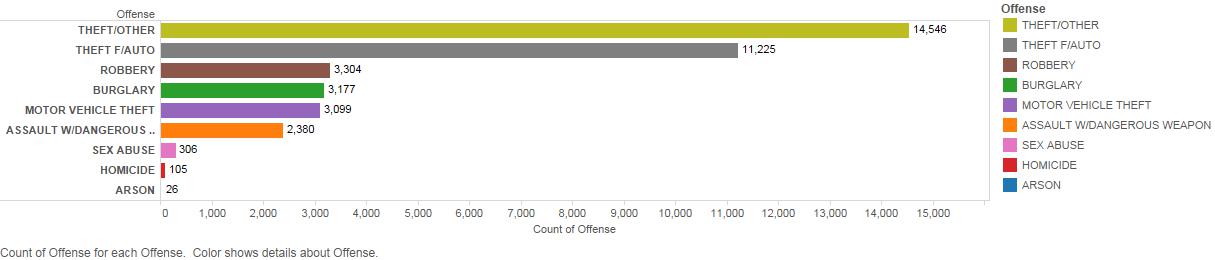 Offense
THEFT/OTHER 14,546
THEFT F/AUTO 11,225
ROBBERY 3,304
BURGLARY 3,177
MOTOR VEHICLE THEFT 3,099
ASSAULT W/DANGEROUS .. 2,380
SEX ABUSE 306
HOMICIDE 105
ARSON 26
0 1,000 2,000 3,000 4,000 5,000 6,000 7,000 8,000 9,000 10,000 11,000 12,000 13,000 14,000 15,000
Count of Offense
Offense
THEFT/OTHER
THEFT F/AUTO
ROBBERY
BURGLARY
MOTOR VEHICLE THEFT
ASSAULT W/DANGEROUS WEAPON
SEX ABUSE
HOMICIDE
ARSON
Count of Offense for each Offense. Color shows details about Offense.